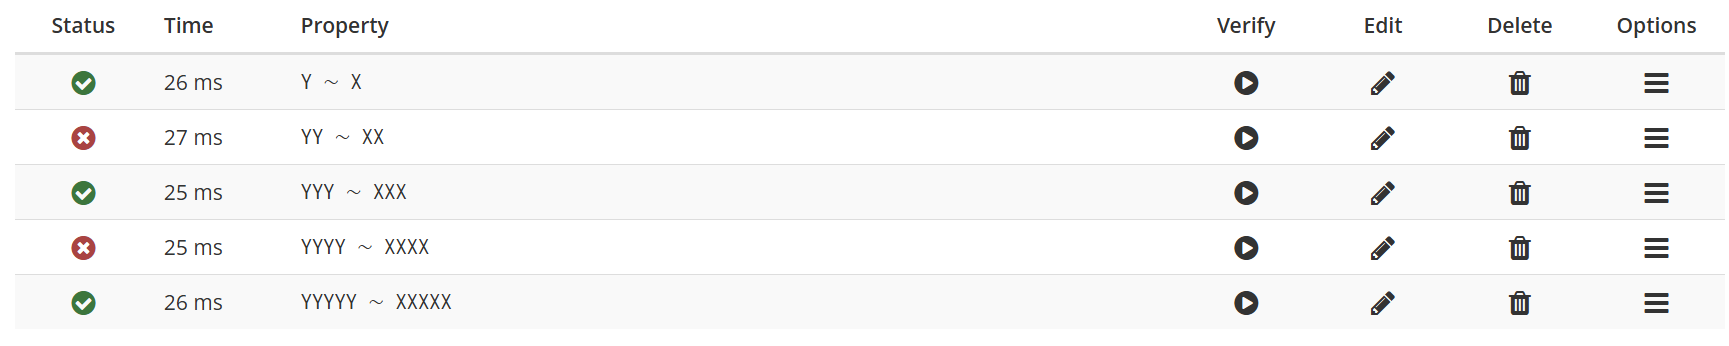 Status Time Property Verify Edit Delete Options
26 ms Y ~ X
27 ms YY ~ XX
25 ms YYY ~ XXX
25 ms YYYY ~ XXXX
26 ms YYYYY ~ XXXXX